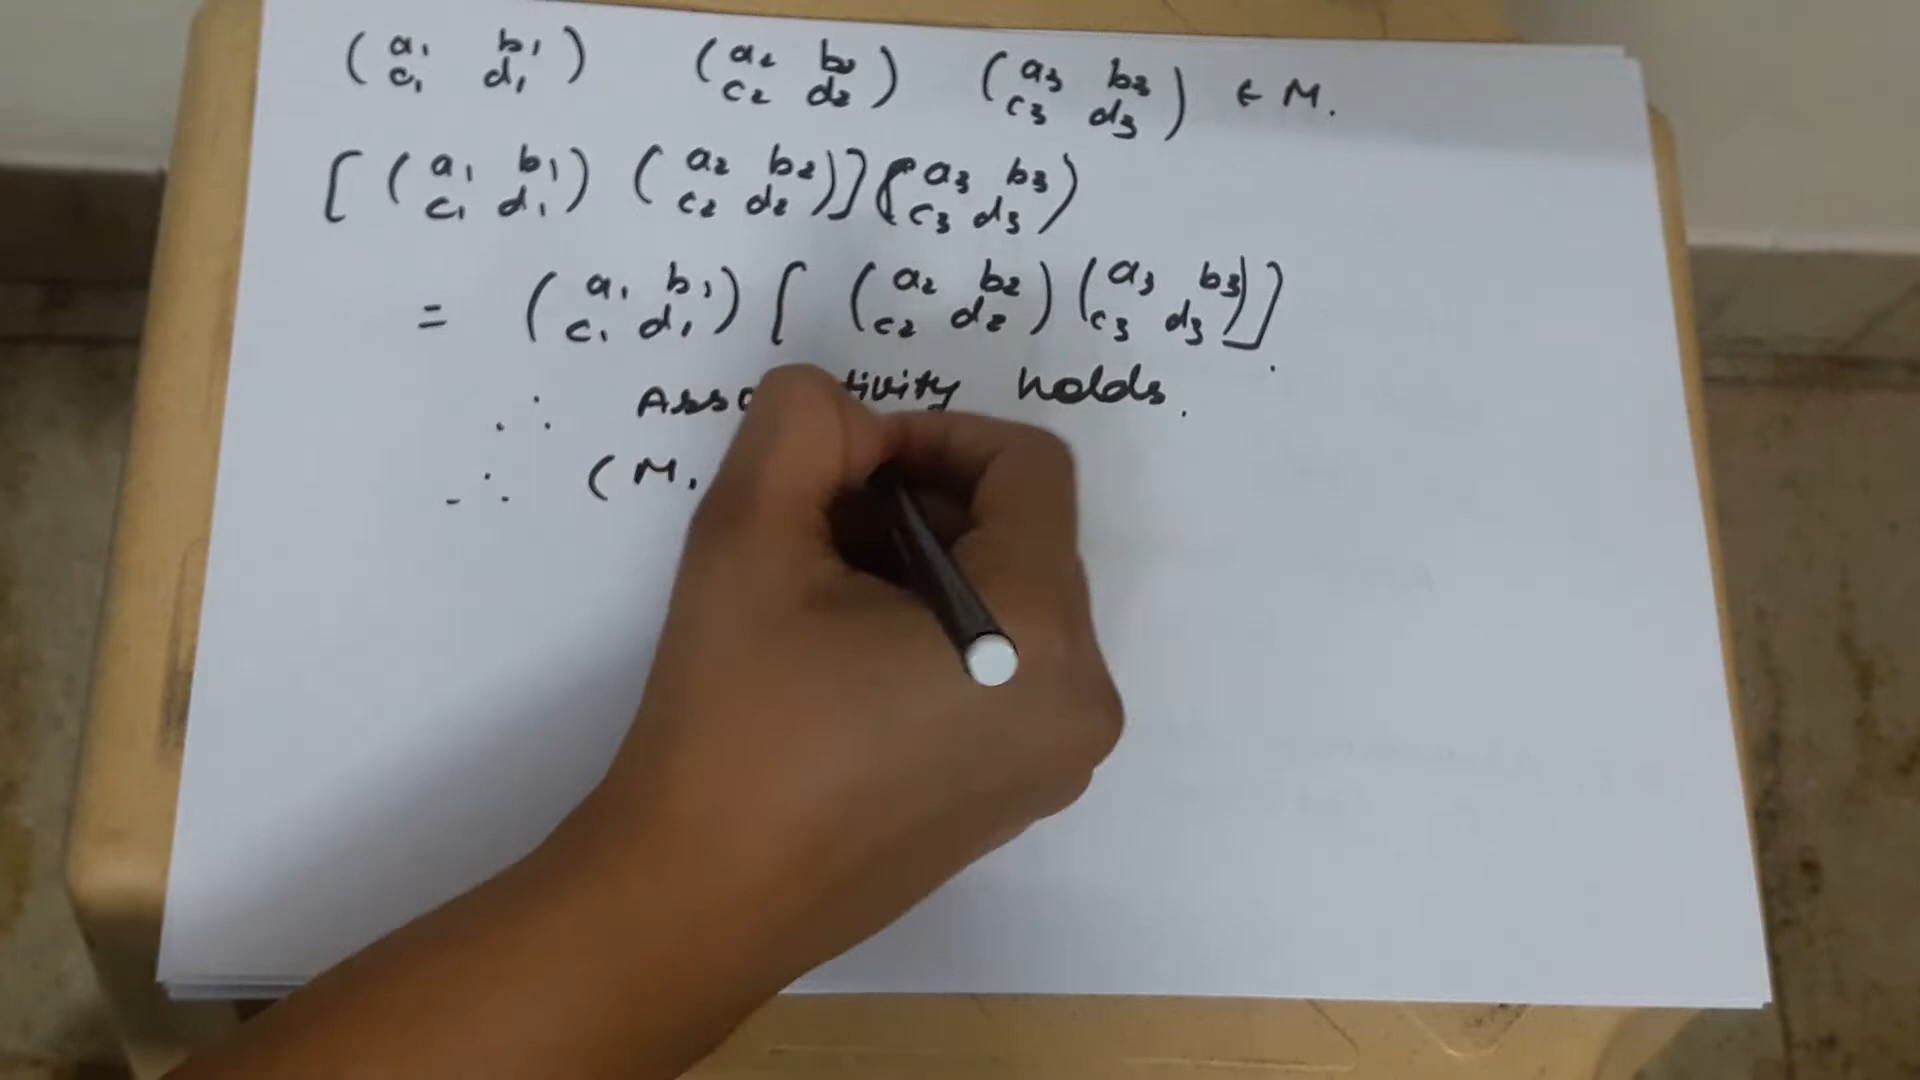 ( a₁ b₁ ) ( a₂ b₂ ) ( a₃ b₃ ) ∈ M.
c₁ d₁ c₂ d₂ c₃ d₃
[ ( a₁ b₁ ) ( a₂ b₂ ) ] ( a₃ b₃ )
c₁ d₁ c₂ d₂ c₃ d₃
= ( a₁ b₁ ) [ ( a₂ b₂ ) ( a₃ b₃ ) ] .
c₁ d₁ c₂ d₂ c₃ d₃
∴ holds.
∴ (M,